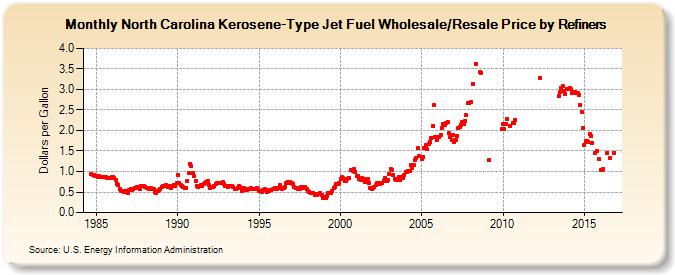 Monthly North Carolina Kerosene-Type Jet Fuel Wholesale/Resale Price by Refiners
Dollars per Gallon
4.0
3.5
3.0
2.5
2.0
1.5
1.0
0.5
0.0
1985 1990 1995 2000 2005 2010 2015
Source: U.S. Energy Information Administration